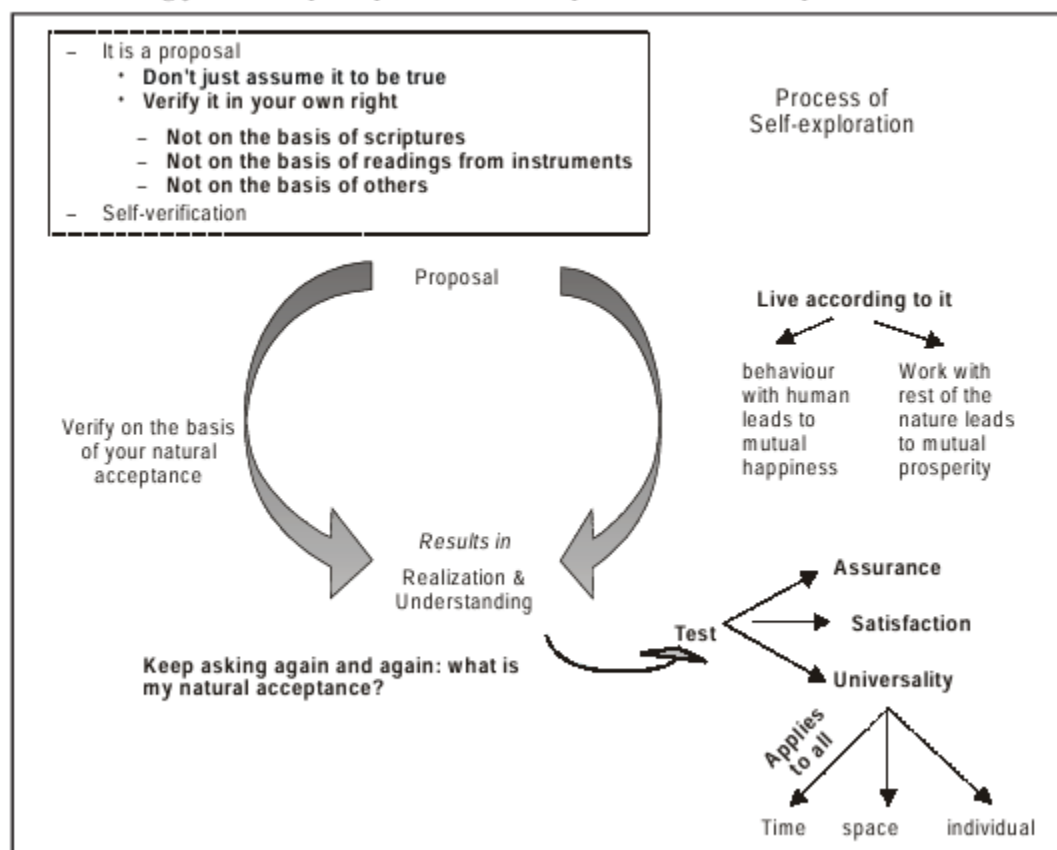 – It is a proposal
• Don't just assume it to be true
• Verify it in your own right
– Not on the basis of scriptures
– Not on the basis of readings from instruments
– Not on the basis of others
– Self-verification
Process of
Self-exploration
Proposal
Live according to it
behaviour
with human
leads to
mutual
happiness
Work with
rest of the
nature leads
to mutual
prosperity
Verify on the basis
of your natural
acceptance
Results in
Realization &
Understanding
Test
Assurance
Satisfaction
Universality
Keep asking again and again: what is
my natural acceptance?
Applies
to all
Time
space
individual